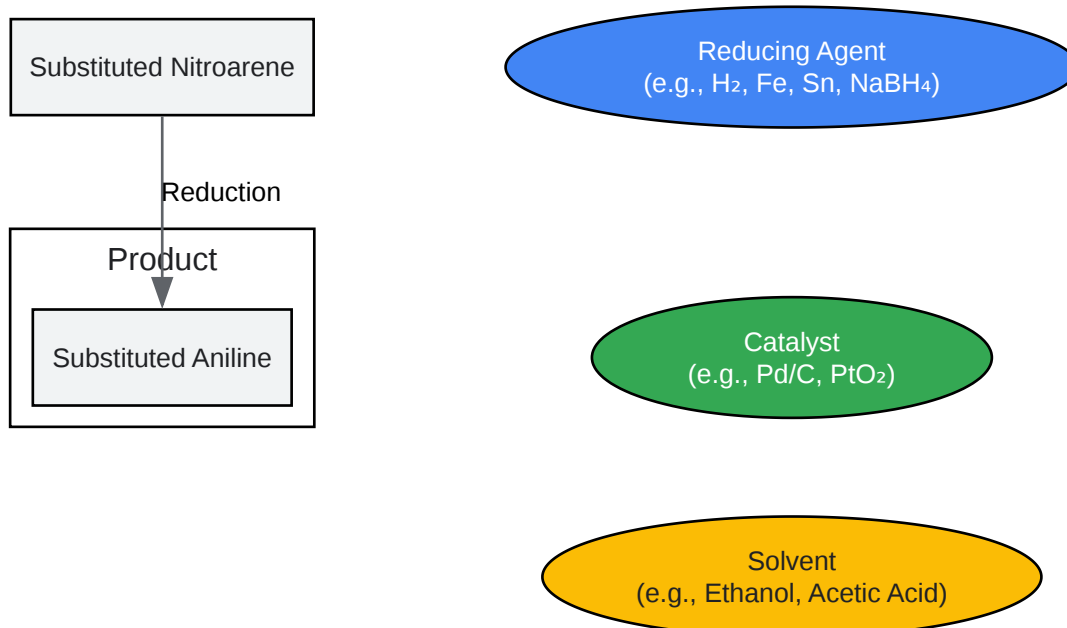 Substituted Nitroarene
Reduction
Product
Substituted Aniline
Reducing Agent
(e.g., H₂, Fe, Sn, NaBH₄)
Catalyst
(e.g., Pd/C, PtO₂)
Solvent
(e.g., Ethanol, Acetic Acid)